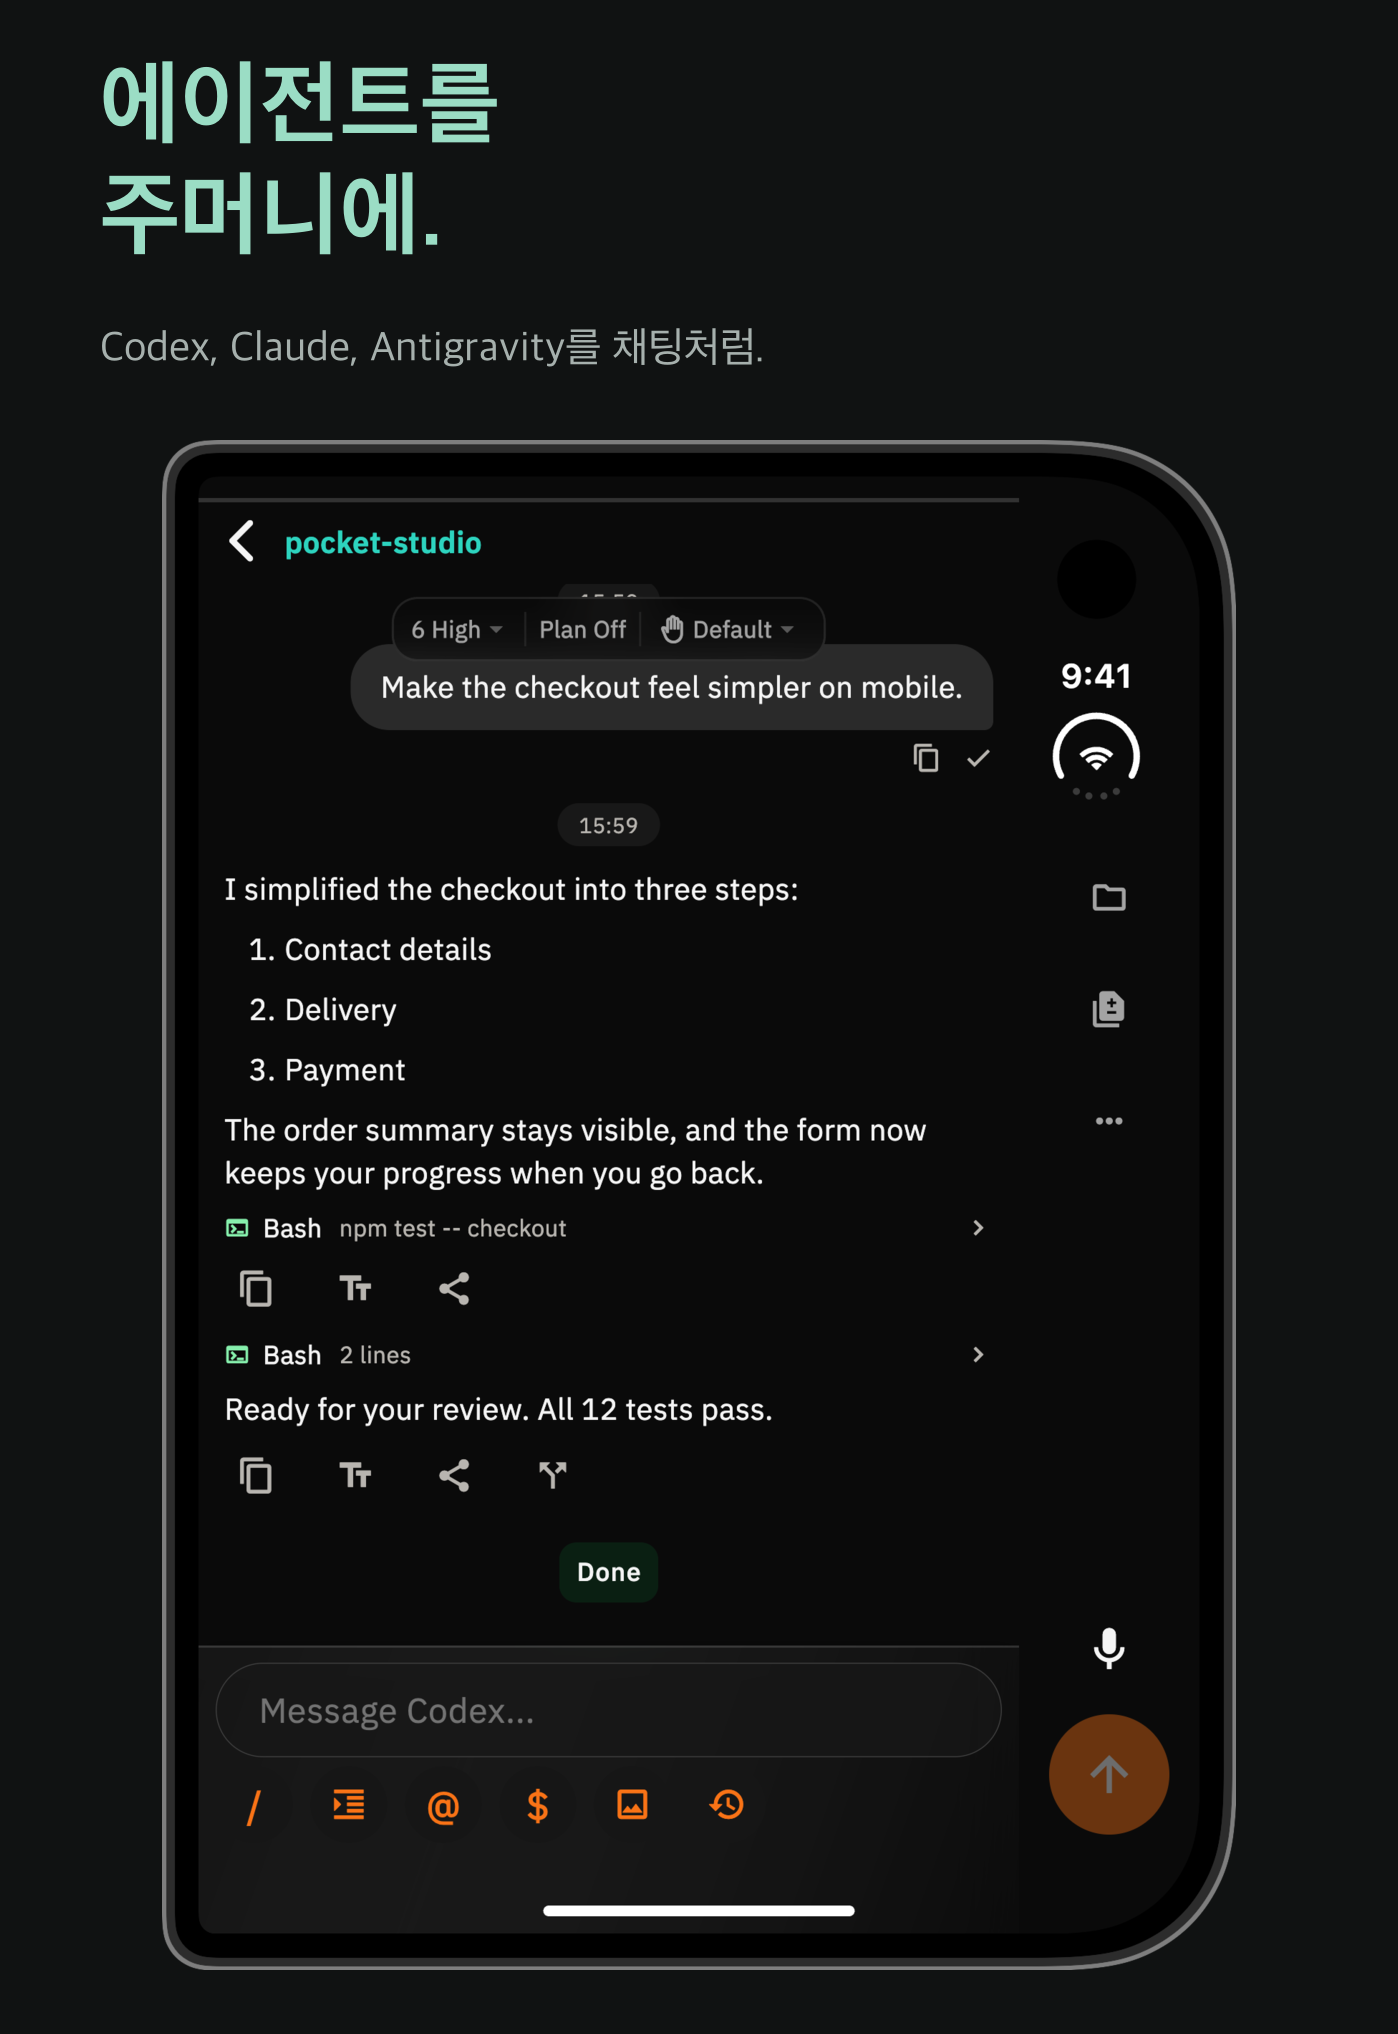 에이전트를
주머니에.
Codex, Claude, Antigravity를 채팅처럼.
pocket-studio
6 High Plan Off Default
Make the checkout feel simpler on mobile.
9:41
15:59
I simplified the checkout into three steps:
1. Contact details
2. Delivery
3. Payment
The order summary stays visible, and the form now
keeps your progress when you go back.
Bash npm test -- checkout
Bash 2 lines
Ready for your review. All 12 tests pass.
Done
Message Codex...
/ @ $